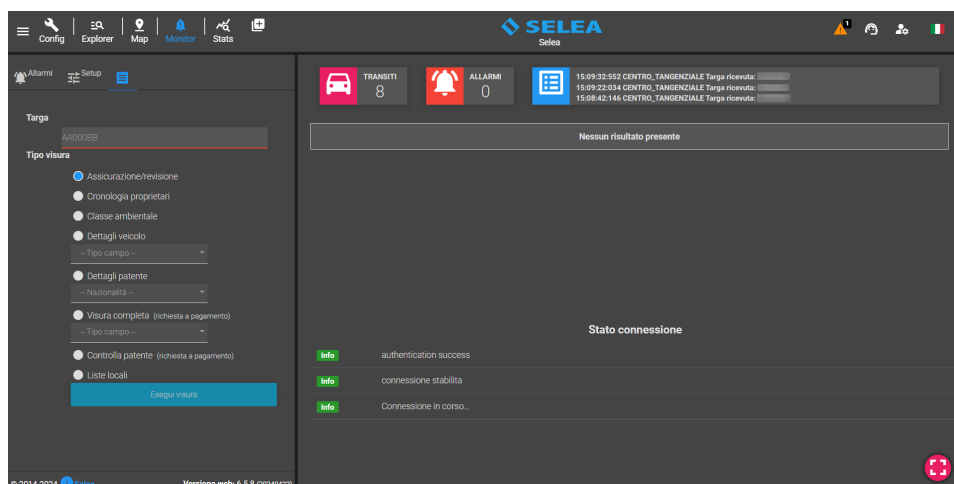 Config
Explorer
Map
Monitor
Stats
SELEA
Selea
1
Allarmi
Setup
TRANSITI
8
ALLARMI
0
15:09:32:552 CENTRO_TANGENZIALE Targa ricevuta:
15:09:22:034 CENTRO_TANGENZIALE Targa ricevuta:
15:08:42:146 CENTRO_TANGENZIALE Targa ricevuta:
Targa
AA000BB
Tipo visura
Assicurazione/revisione
Cronologia proprietari
Classe ambientale
Dettagli veicolo
-- Tipo campo --
Dettagli patente
-- Nazionalità --
Visura completa (richiesta a pagamento)
-- Tipo campo --
Controlla patente (richiesta a pagamento)
Liste locali
Esegui visura
Nessun risultato presente
Stato connessione
Info authentication success
Info connessione stabilita
Info Connessione in corso...
© 2014-2024 Selea Versione web: 6.5.8 (20240422)